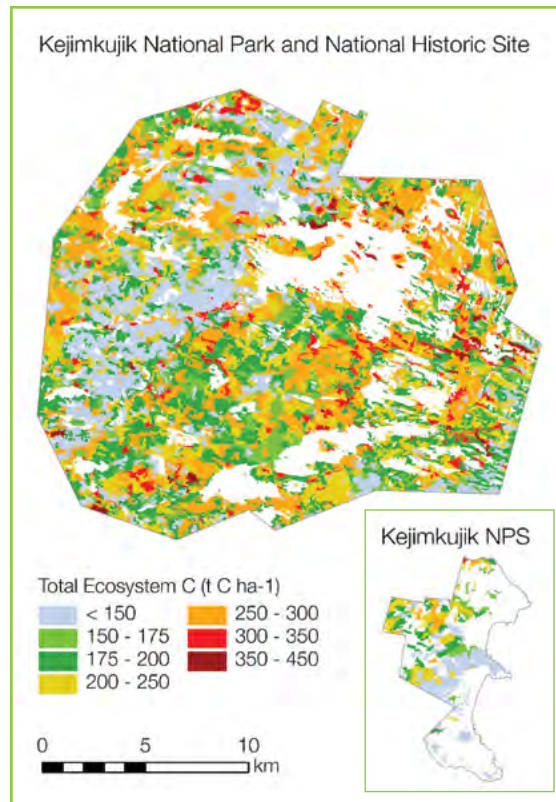 Kejimkujik National Park and National Historic Site
Kejimkujik NPS
Total Ecosystem C (t C ha-1)
< 150
150 - 175
175 - 200
200 - 250
250 - 300
300 - 350
350 - 450
0 5 10
km